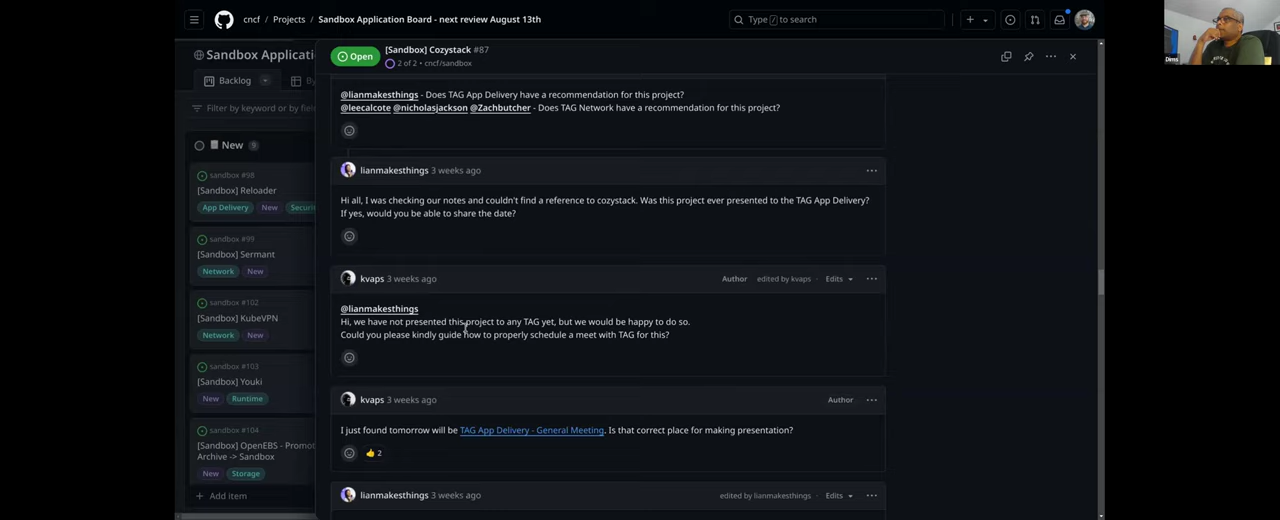 cncf / Projects / Sandbox Application Board - next review August 13th
Type / to search
Sandbox Applicati
Backlog
By
Filter by keyword or by fiel
New 9
sandbox #98
[Sandbox] Reloader
App Delivery New Securi
sandbox #99
[Sandbox] Sermant
Network New
sandbox #102
[Sandbox] KubeVPN
Network New
sandbox #103
[Sandbox] Youki
New Runtime
sandbox #104
[Sandbox] OpenEBS - Promot
Archive -> Sandbox
New Storage
+ Add item
Open
[Sandbox] Cozystack #87
2 of 2 • cncf/sandbox
@lianmakesthings - Does TAG App Delivery have a recommendation for this project?
@leecalcote @nicholasjackson @Zachbutcher - Does TAG Network have a recommendation for this project?
lianmakesthings 3 weeks ago
Hi all, I was checking our notes and couldn't find a reference to cozystack. Was this project ever presented to the TAG App Delivery?
If yes, would you be able to share the date?
kvaps 3 weeks ago
Author edited by kvaps Edits
@lianmakesthings
Hi, we have not presented this project to any TAG yet, but we would be happy to do so.
Could you please kindly guide how to properly schedule a meet with TAG for this?
kvaps 3 weeks ago
Author
I just found tomorrow will be TAG App Delivery - General Meeting. Is that correct place for making presentation?
👍 2
lianmakesthings 3 weeks ago
edited by lianmakesthings Edits
Dims